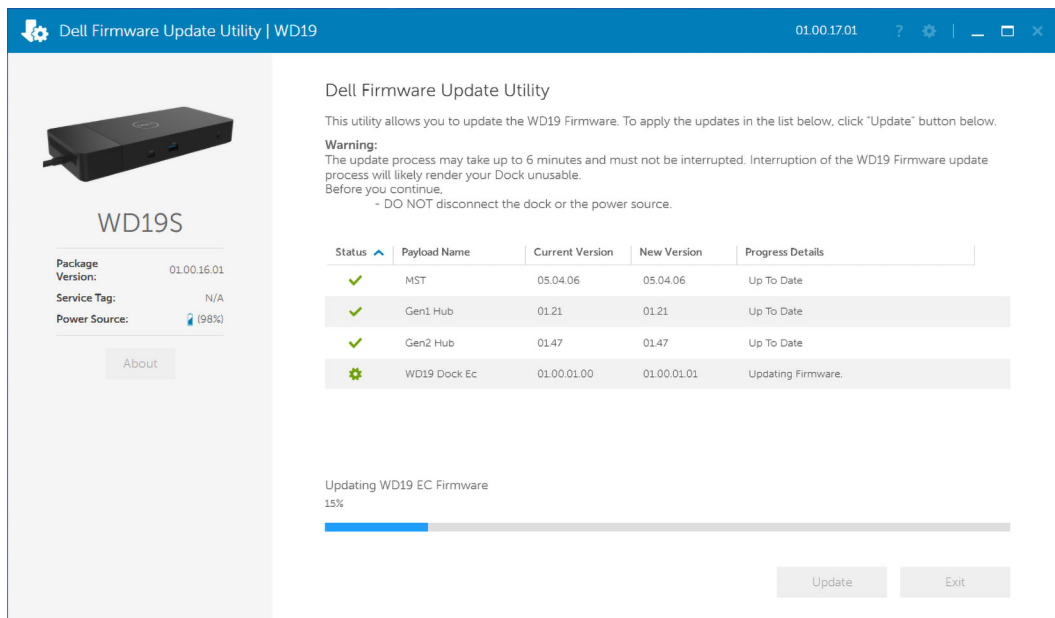 Dell Firmware Update Utility | WD19
01.00.17.01
?
Dell Firmware Update Utility
This utility allows you to update the WD19 Firmware. To apply the updates in the list below, click "Update" button below.
Warning:
The update process may take up to 6 minutes and must not be interrupted. Interruption of the WD19 Firmware update
process will likely render your Dock unusable.
Before you continue,
- DO NOT disconnect the dock or the power source.
WD19S
Package Version: 01.00.16.01
Service Tag: N/A
Power Source: (98%)
About
Status Payload Name Current Version New Version Progress Details
MST 05.04.06 05.04.06 Up To Date
Gen1 Hub 01.21 01.21 Up To Date
Gen2 Hub 01.47 01.47 Up To Date
WD19 Dock Ec 01.00.01.00 01.00.01.01 Updating Firmware.
Updating WD19 EC Firmware
15%
Update
Exit